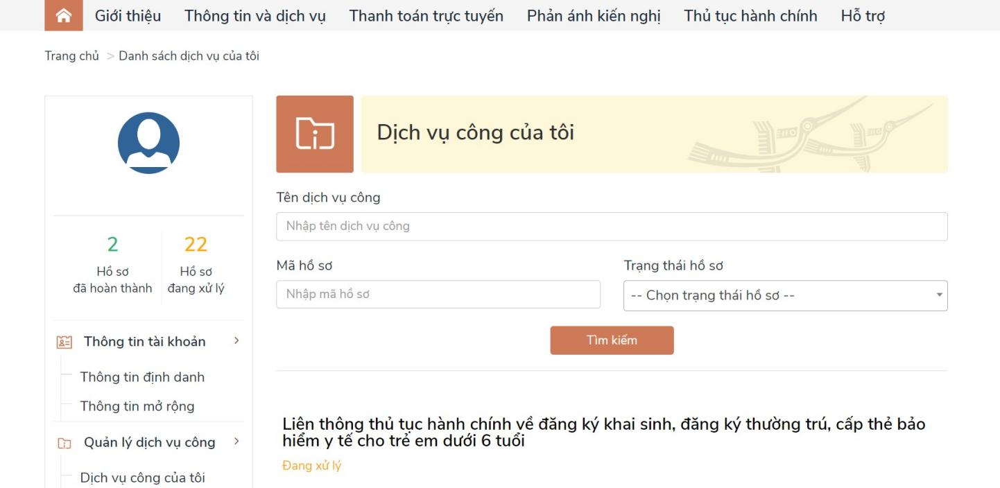 Giới thiệu Thông tin và dịch vụ Thanh toán trực tuyến Phản ánh kiến nghị Thủ tục hành chính Hỗ trợ
Trang chủ > Danh sách dịch vụ của tôi
2
Hồ sơ
đã hoàn thành
22
Hồ sơ
đang xử lý
Thông tin tài khoản
Thông tin định danh
Thông tin mở rộng
Quản lý dịch vụ công
Dịch vụ công của tôi
Dịch vụ công của tôi
Tên dịch vụ công
Nhập tên dịch vụ công
Mã hồ sơ
Nhập mã hồ sơ
Trạng thái hồ sơ
-- Chọn trạng thái hồ sơ --
Tìm kiếm
Liên thông thủ tục hành chính về đăng ký khai sinh, đăng ký thường trú, cấp thẻ bảo
hiểm y tế cho trẻ em dưới 6 tuổi
Đang xử lý